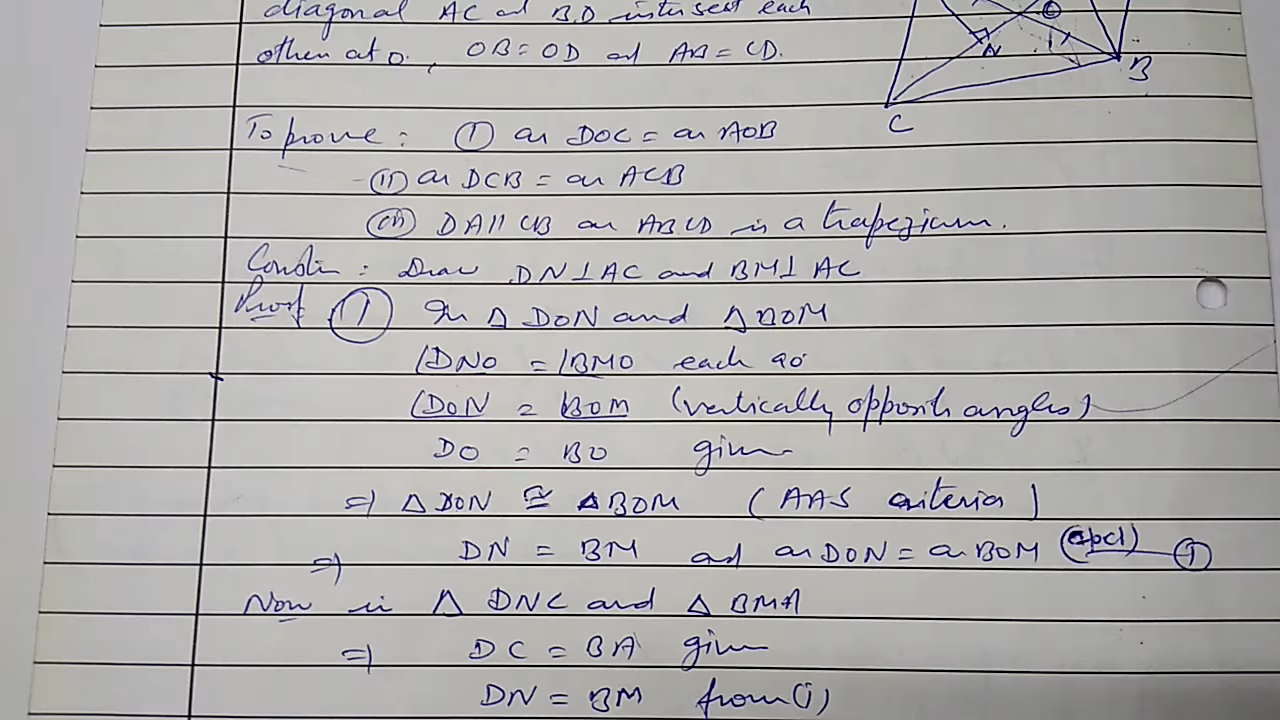 diagonal AC and BD intersect each
other at O. , OB = OD and AB = CD.
O
N
B
C
To prove : (I) ar DOC = ar AOB
(II) ar DCB = ar ACB
(III) DA || CB or ABCD is a trapezium.
Constn : Draw DN ⊥ AC and BM ⊥ AC
Proof (I) In △ DON and △ BOM
∠DNO = ∠BMO each 90
∠DON = BOM (vertically opposite angles)
DO = BO given
⇒ △ DON ≅ △ BOM (AAS criteria)
⇒ DN = BM and ar DON = ar BOM (cpct) — (I)
Now in △ DNC and △ BMA
⇒ DC = BA given
DN = BM from (i)